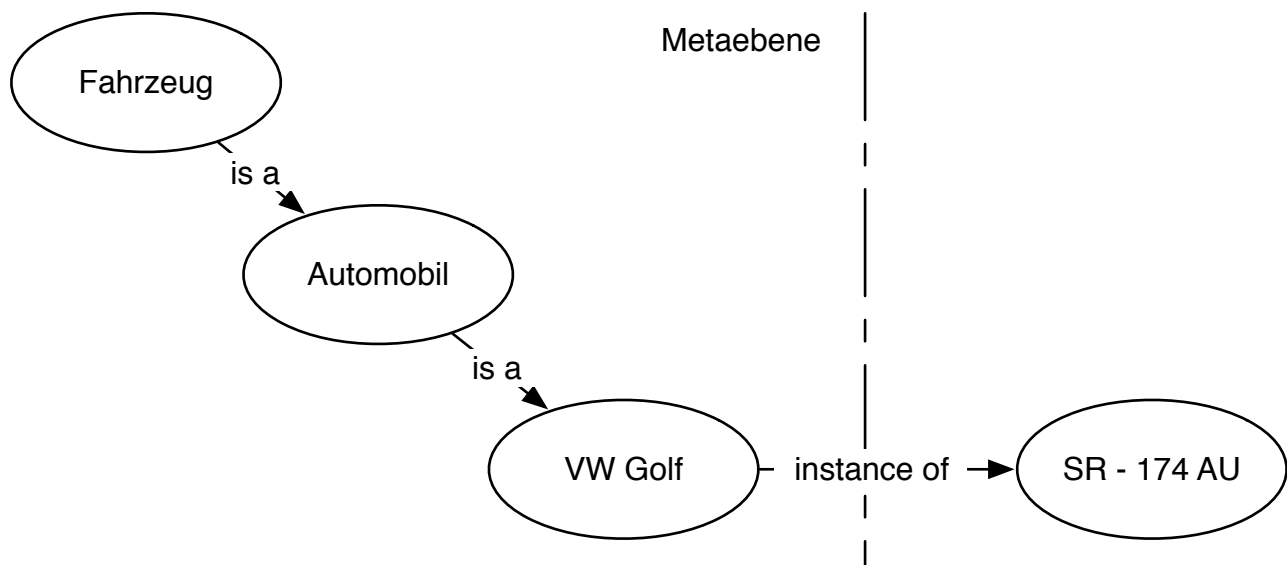 Metaebene
Fahrzeug
is a
Automobil
is a
VW Golf
instance of
SR - 174 AU